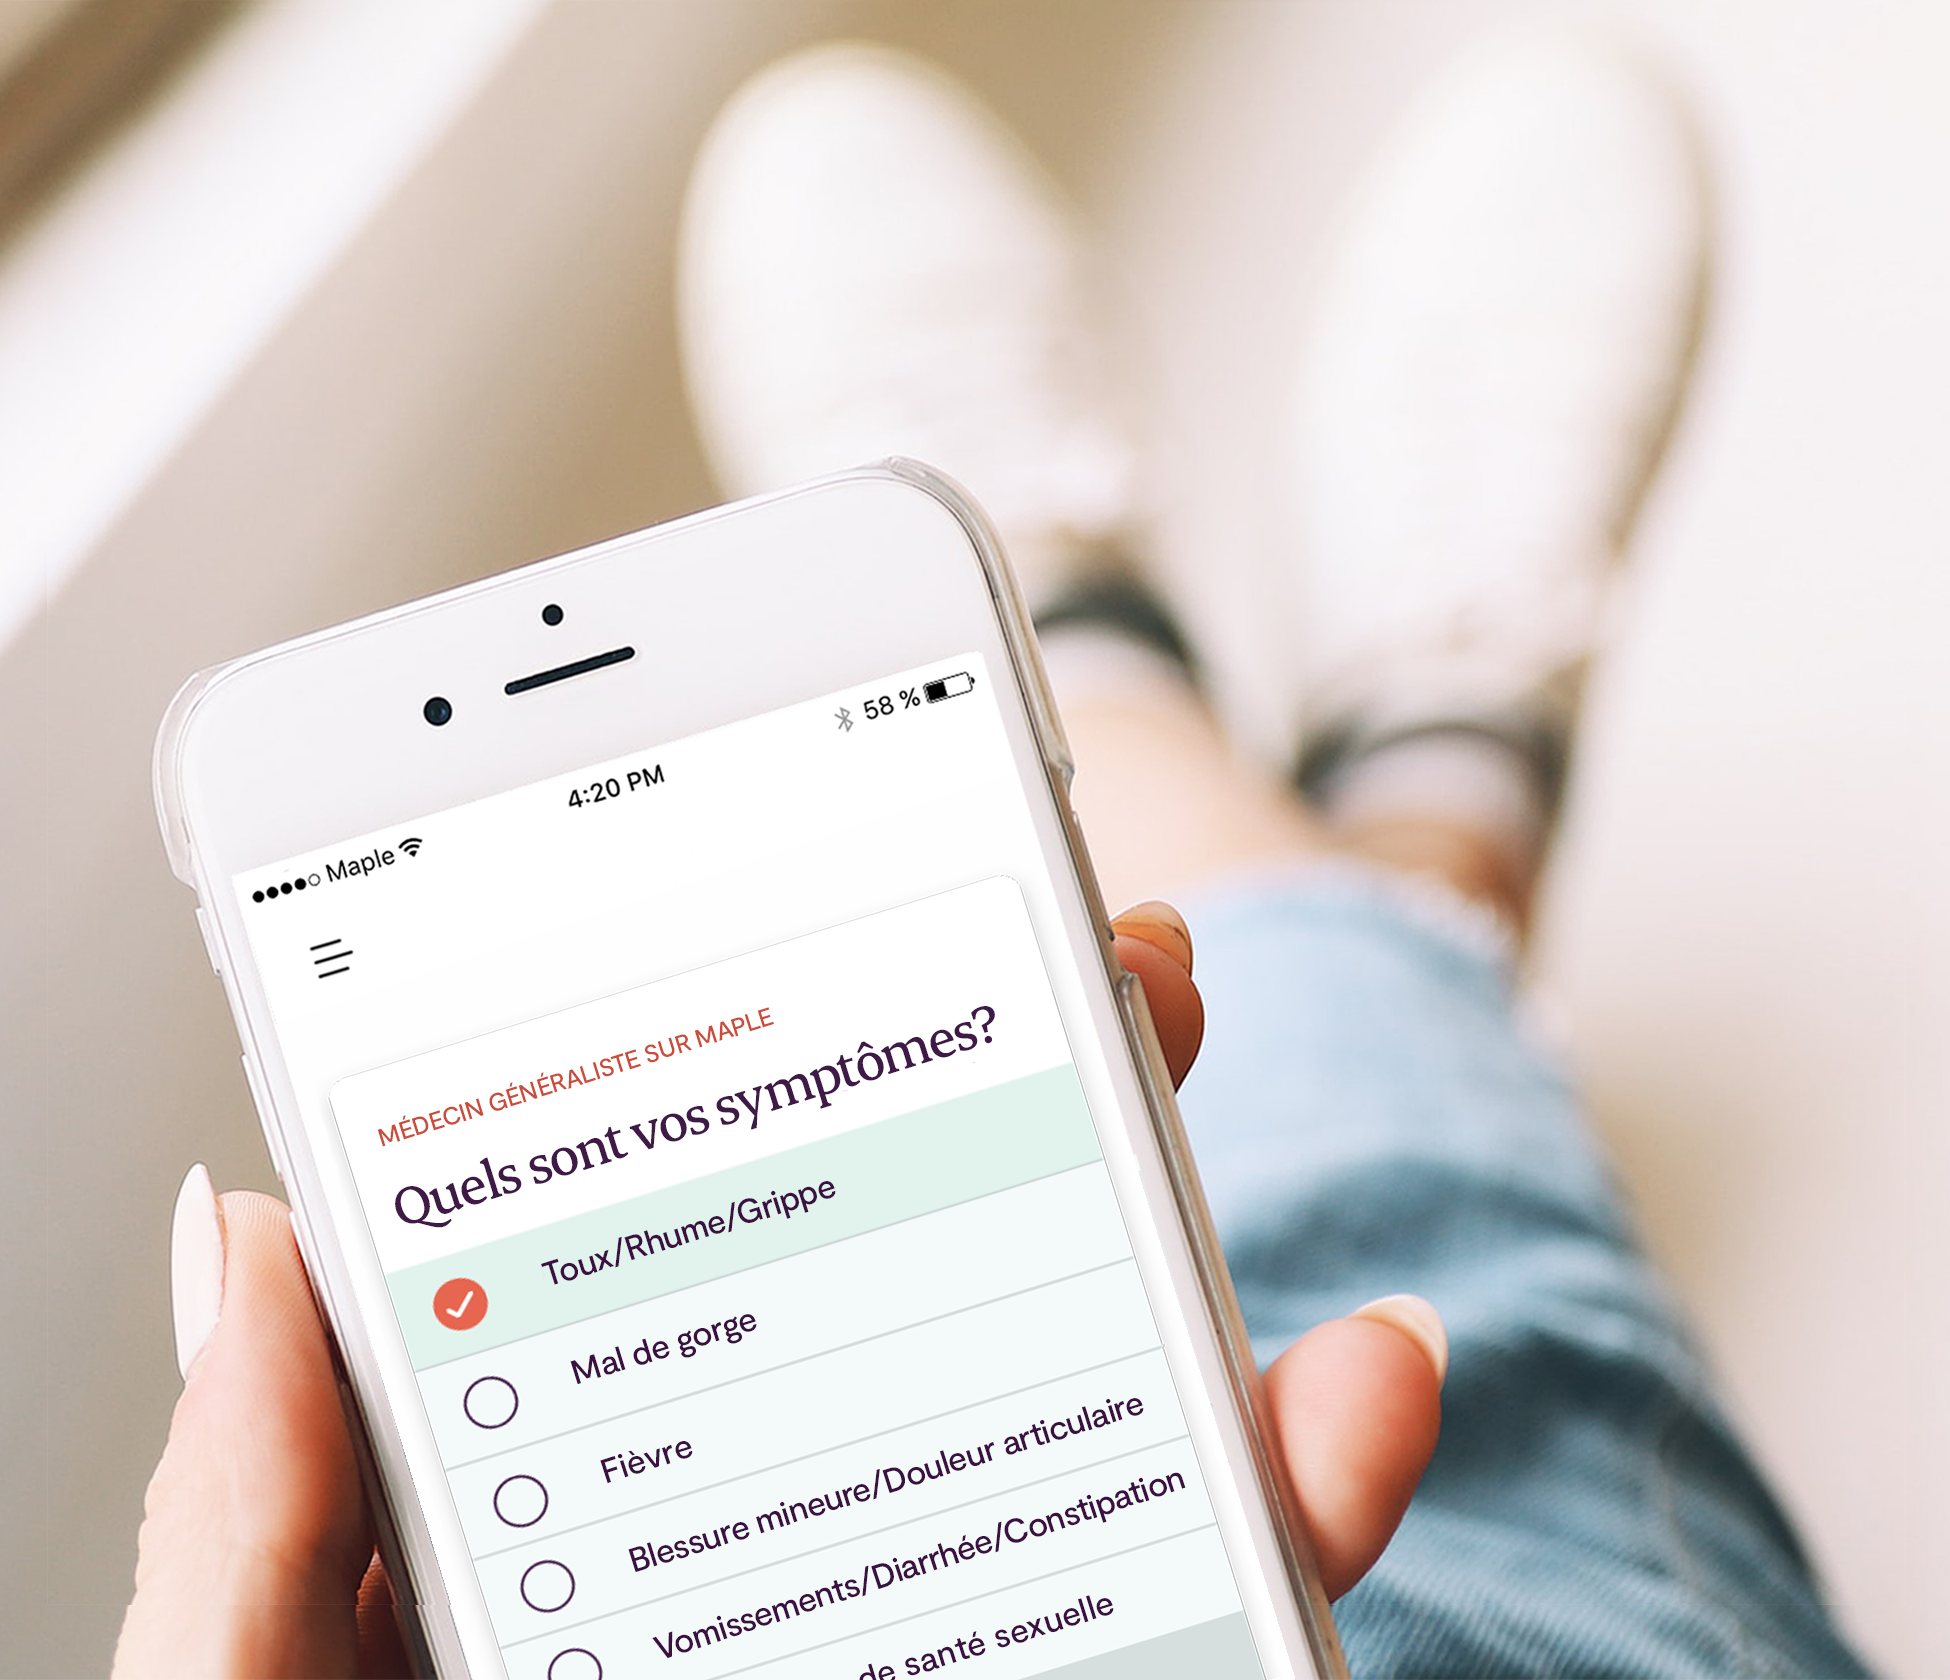 Maple
4:20 PM
58 %
MÉDECIN GÉNÉRALISTE SUR MAPLE
Quels sont vos symptômes?
Toux/Rhume/Grippe
Mal de gorge
Fièvre
Blessure mineure/Douleur articulaire
Vomissements/Diarrhée/Constipation
de santé sexuelle